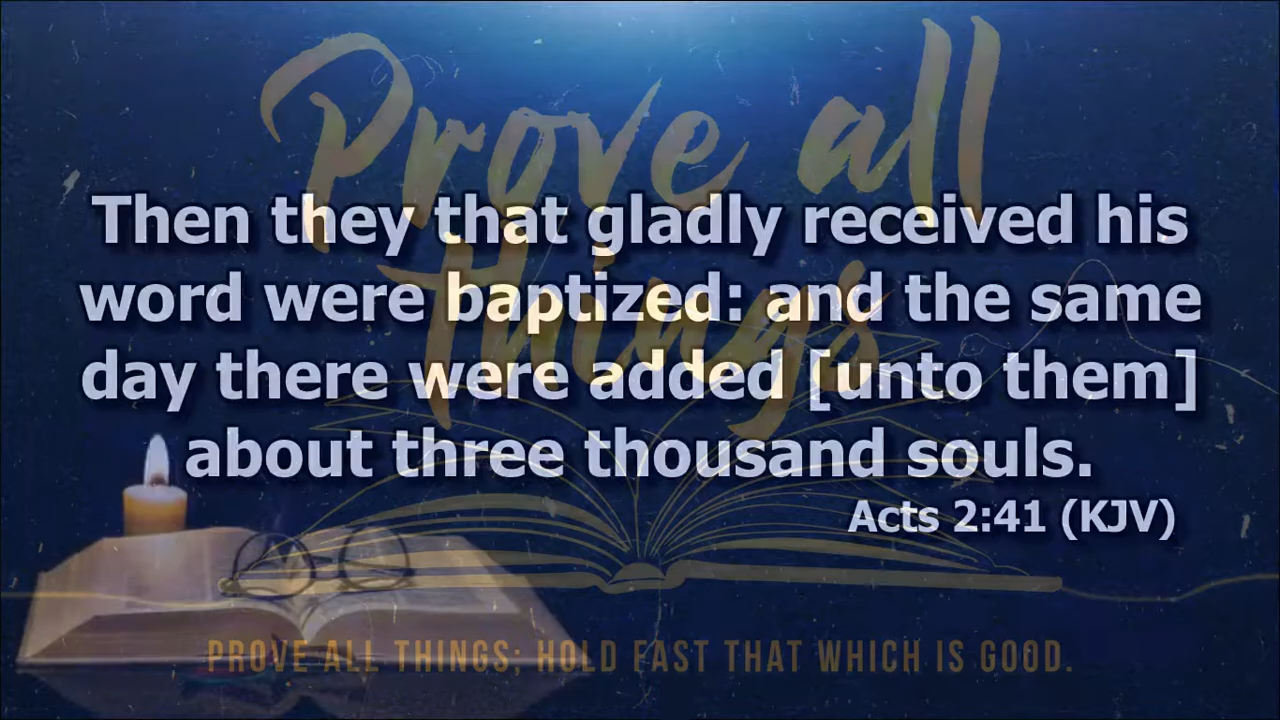 Prove all
Things
Then they that gladly received his
word were baptized: and the same
day there were added [unto them]
about three thousand souls.
Acts 2:41 (KJV)
PROVE ALL THINGS; HOLD FAST THAT WHICH IS GOOD.